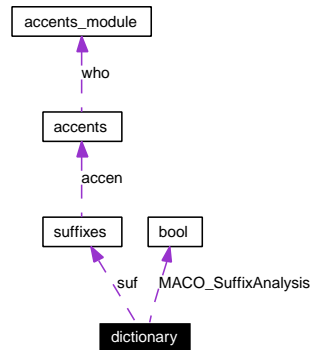 accents_module
who
accents
accen
suffixes
bool
suf
MACO_SuffixAnalysis
dictionary